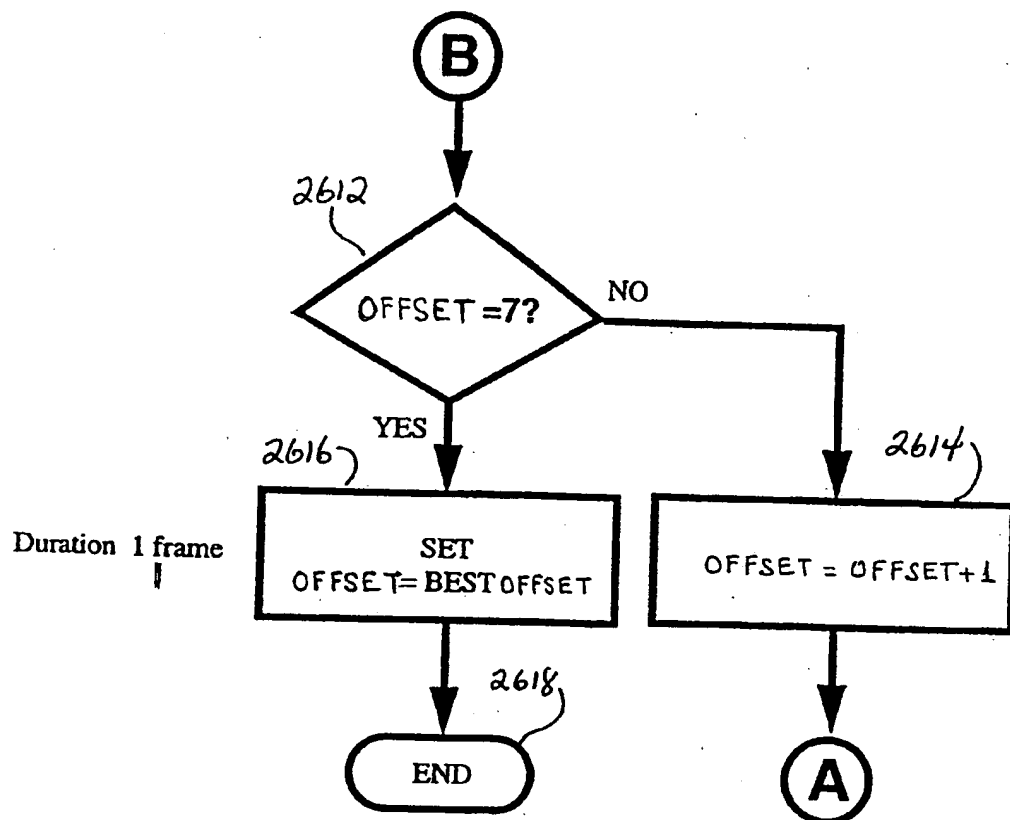 B
2612
OFFSET =7?
NO
YES
2616
2614
Duration 1 frame
SET
OFFSET= BEST OFFSET
OFFSET = OFFSET+1
2618
END
A